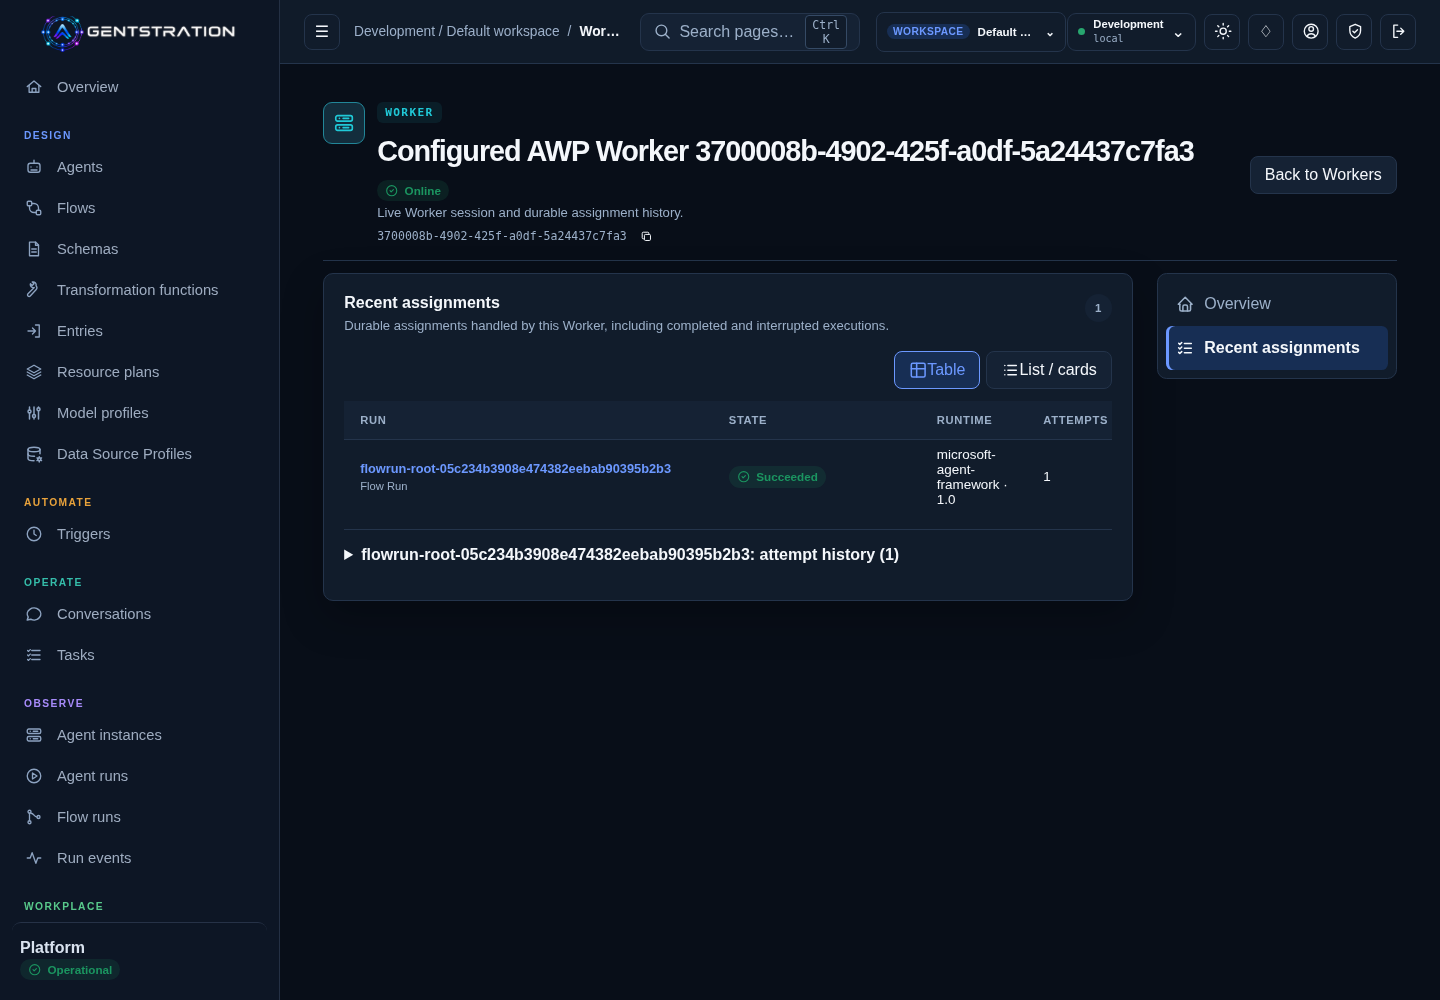 GENTSTRATION
Overview
DESIGN
Agents
Flows
Schemas
Transformation functions
Entries
Resource plans
Model profiles
Data Source Profiles
AUTOMATE
Triggers
OPERATE
Conversations
Tasks
OBSERVE
Agent instances
Agent runs
Flow runs
Run events
WORKPLACE
Platform
Operational
Development / Default workspace / Wor…
Search pages…
Ctrl
K
WORKSPACE Default …
Development
local
WORKER
Configured AWP Worker 3700008b-4902-425f-a0df-5a24437c7fa3
Online
Live Worker session and durable assignment history.
3700008b-4902-425f-a0df-5a24437c7fa3
Back to Workers
Recent assignments
1
Durable assignments handled by this Worker, including completed and interrupted executions.
Table
List / cards
RUN STATE RUNTIME ATTEMPTS
flowrun-root-05c234b3908e474382eebab90395b2b3
Flow Run
Succeeded
microsoft-
agent-
framework ·
1.0
1
flowrun-root-05c234b3908e474382eebab90395b2b3: attempt history (1)
Overview
Recent assignments